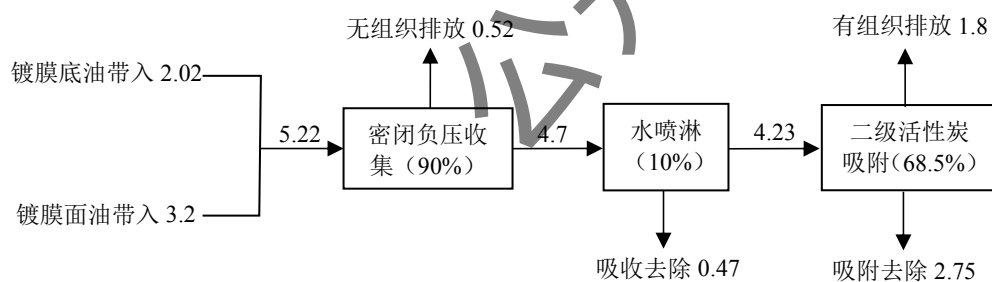 无组织排放 0.52
有组织排放 1.8
镀膜底油带入 2.02
5.22
密闭负压收
集（90%）
4.7
水喷淋
（10%）
4.23
二级活性炭
吸附（68.5%）
镀膜面油带入 3.2
吸收去除 0.47
吸附去除 2.75